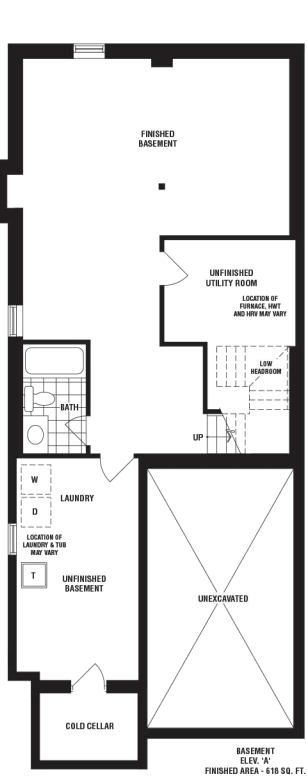 FINISHED
BASEMENT
UNFINISHED
UTILITY ROOM
LOCATION OF
FURNACE, HWT
AND HRV MAY VARY
LOW
HEADROOM
BATH
UP
W
LAUNDRY
D
LOCATION OF
LAUNDRY & TUB
MAY VARY
T
UNFINISHED
BASEMENT
UNEXCAVATED
COLD CELLAR
BASEMENT
ELEV. 'A'
FINISHED AREA - 618 SQ. FT.